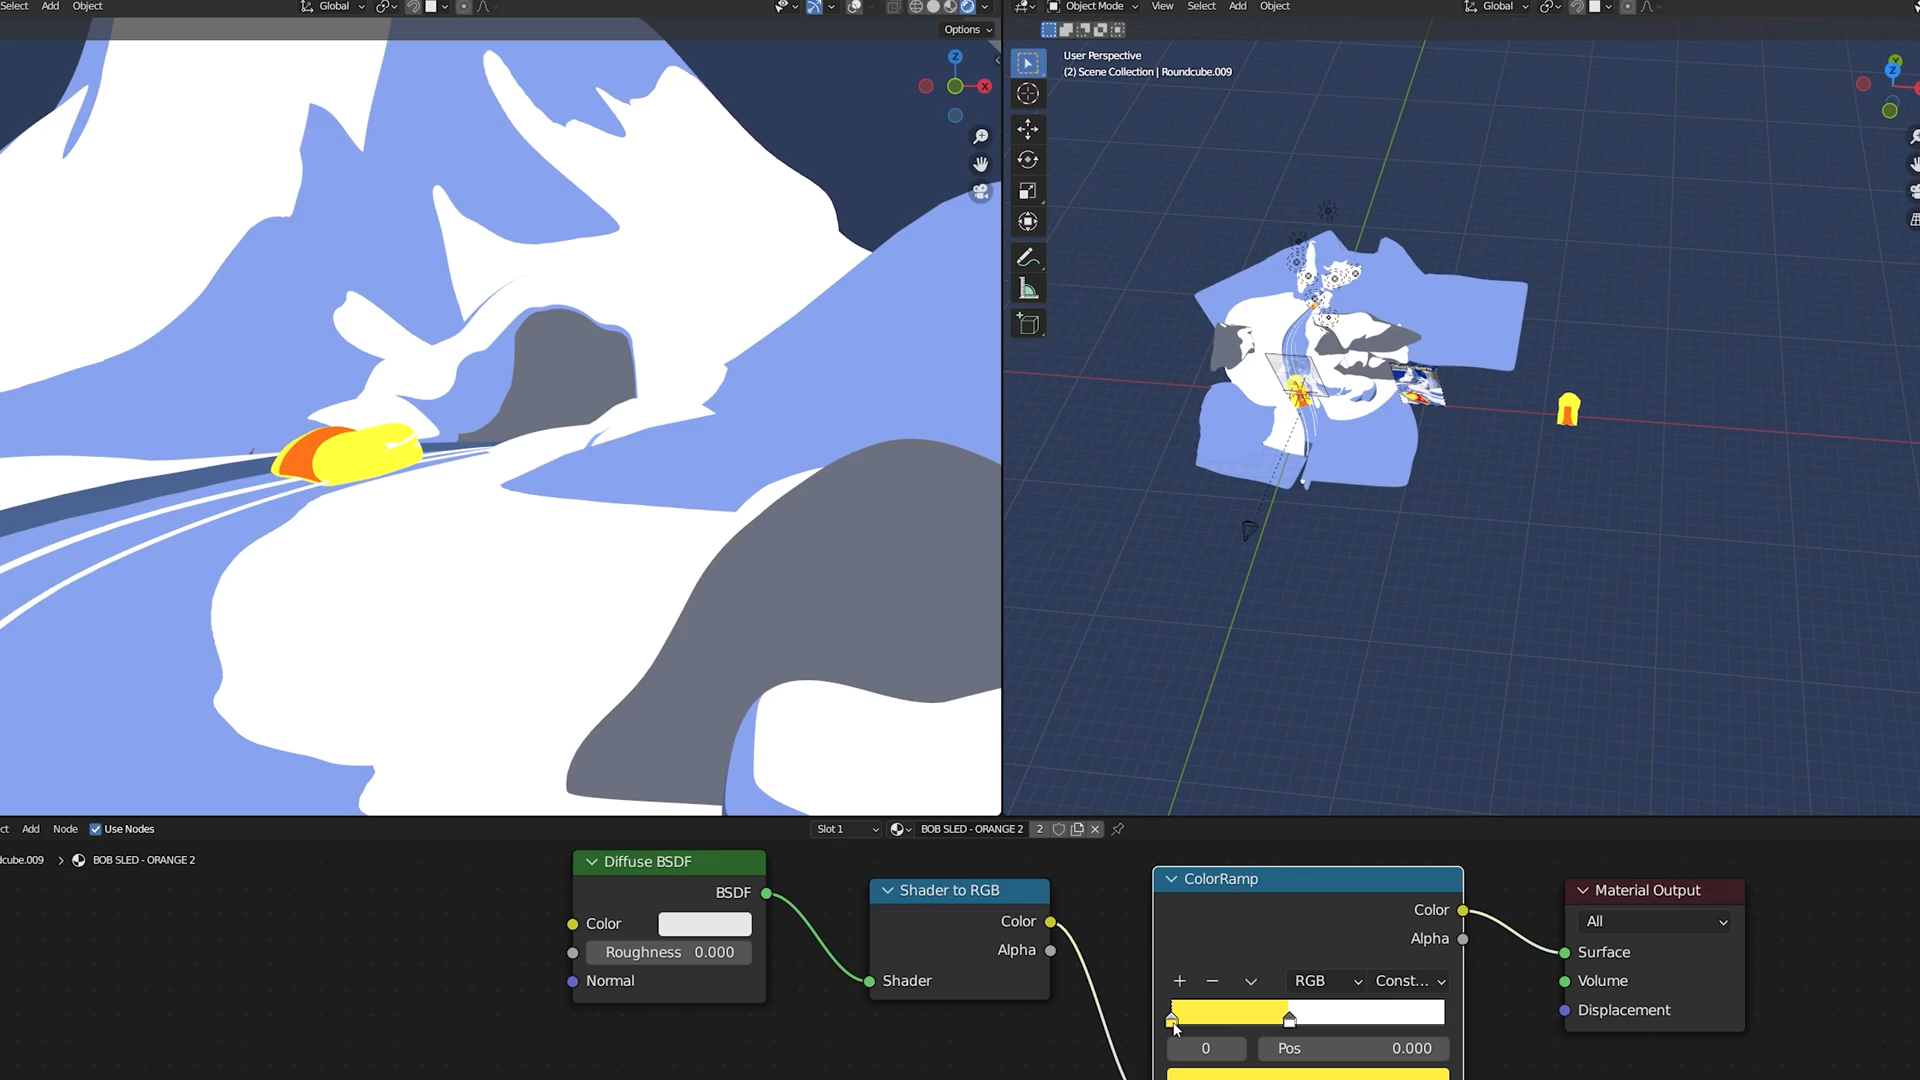 Select Add Object Global
Object Mode View Select Add Object Global
Options
Z
X
User Perspective
(2) Scene Collection | Roundcube.009
Y
Z
ct Add Node Use Nodes Slot 1 BOB SLED - ORANGE 2 2
dcube.009 > BOB SLED - ORANGE 2
Diffuse BSDF
BSDF
Color
Roughness 0.000
Normal
Shader to RGB
Color
Alpha
Shader
ColorRamp
Color
Alpha
+ − RGB Const...
0 Pos 0.000
Material Output
All
Surface
Volume
Displacement